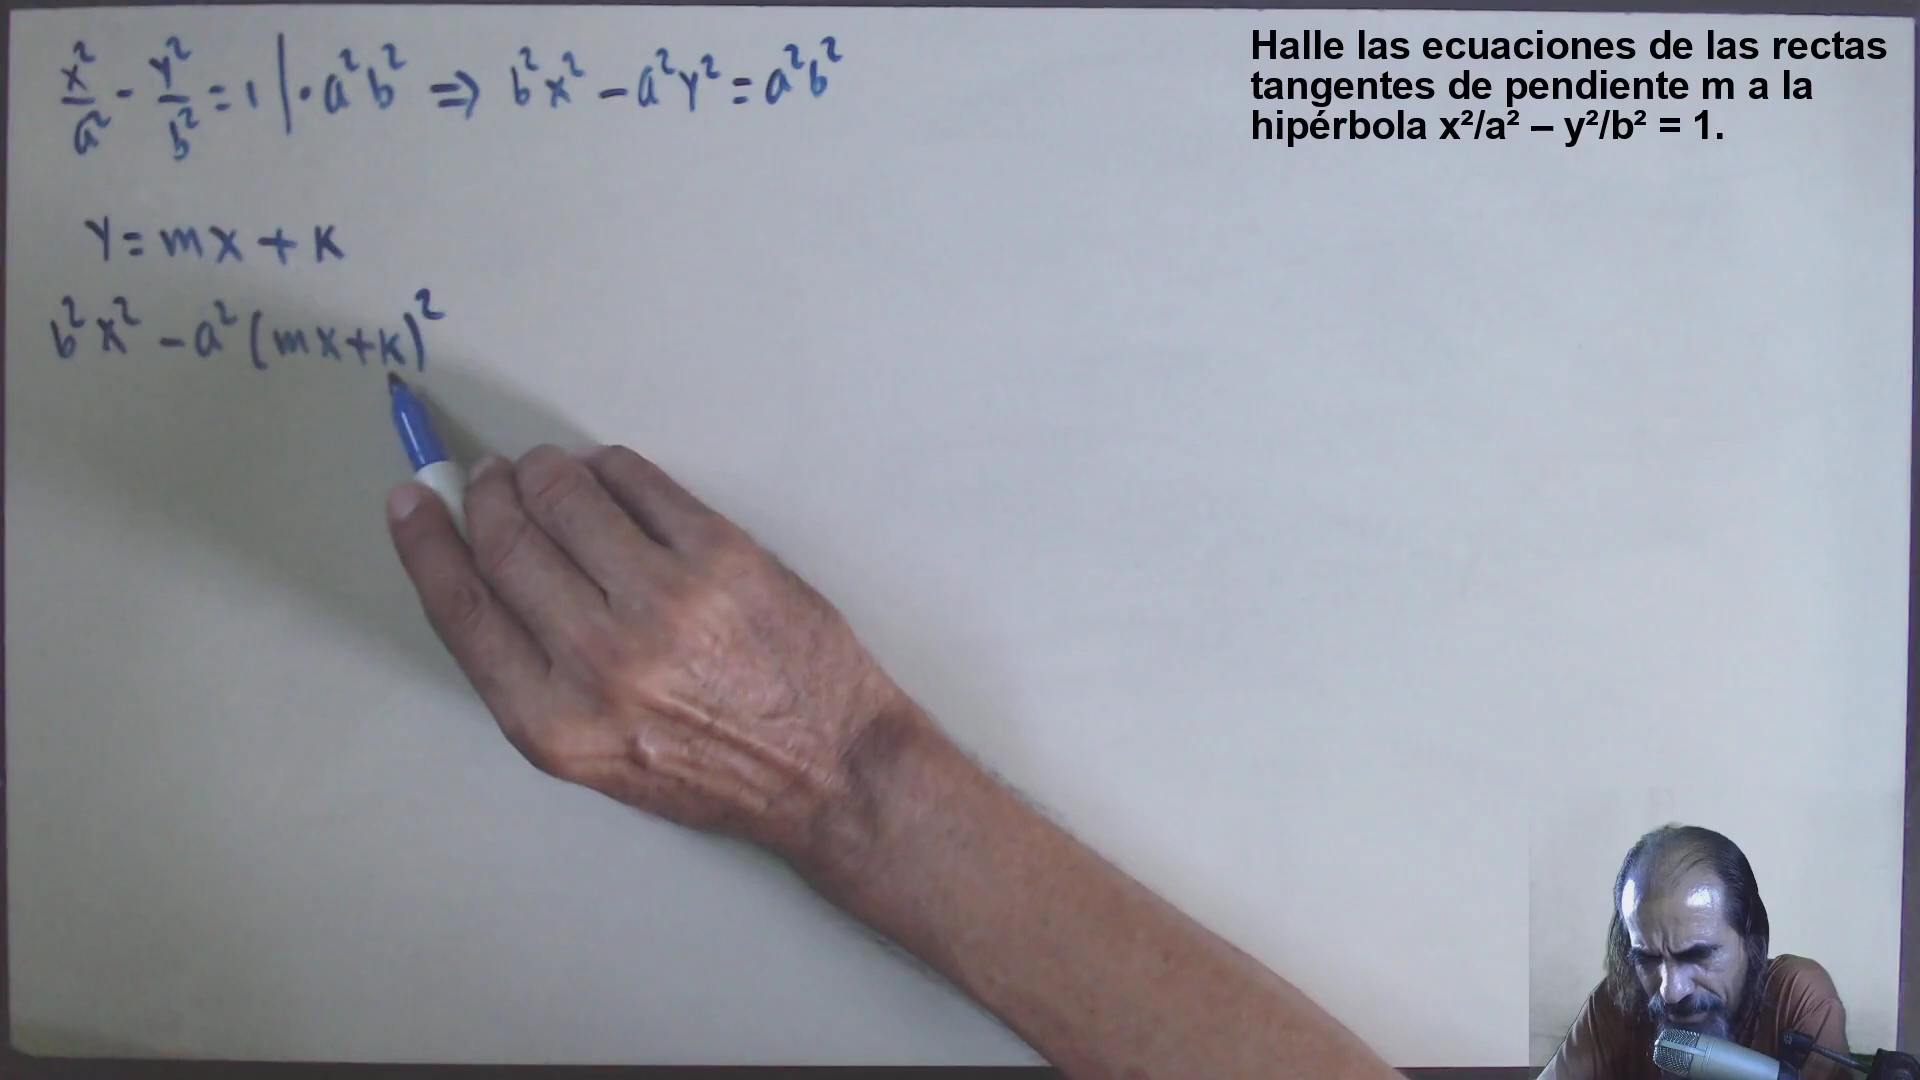 x²/a² - y²/b² = 1 | · a²b² ⇒ b²x² - a²y² = a²b²
y = mx + k
b²x² - a²(mx+k)²
Halle las ecuaciones de las rectas
tangentes de pendiente m a la
hipérbola x²/a² – y²/b² = 1.